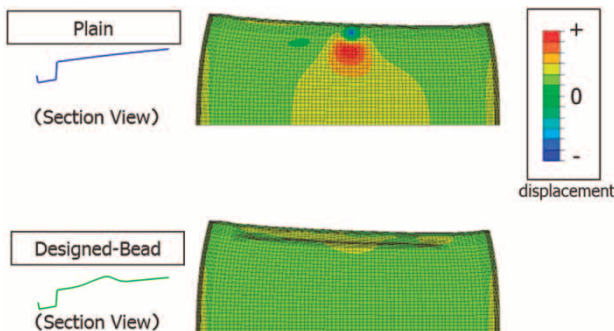 Plain
(Section View)
+
0
-
displacement
Designed-Bead
(Section View)